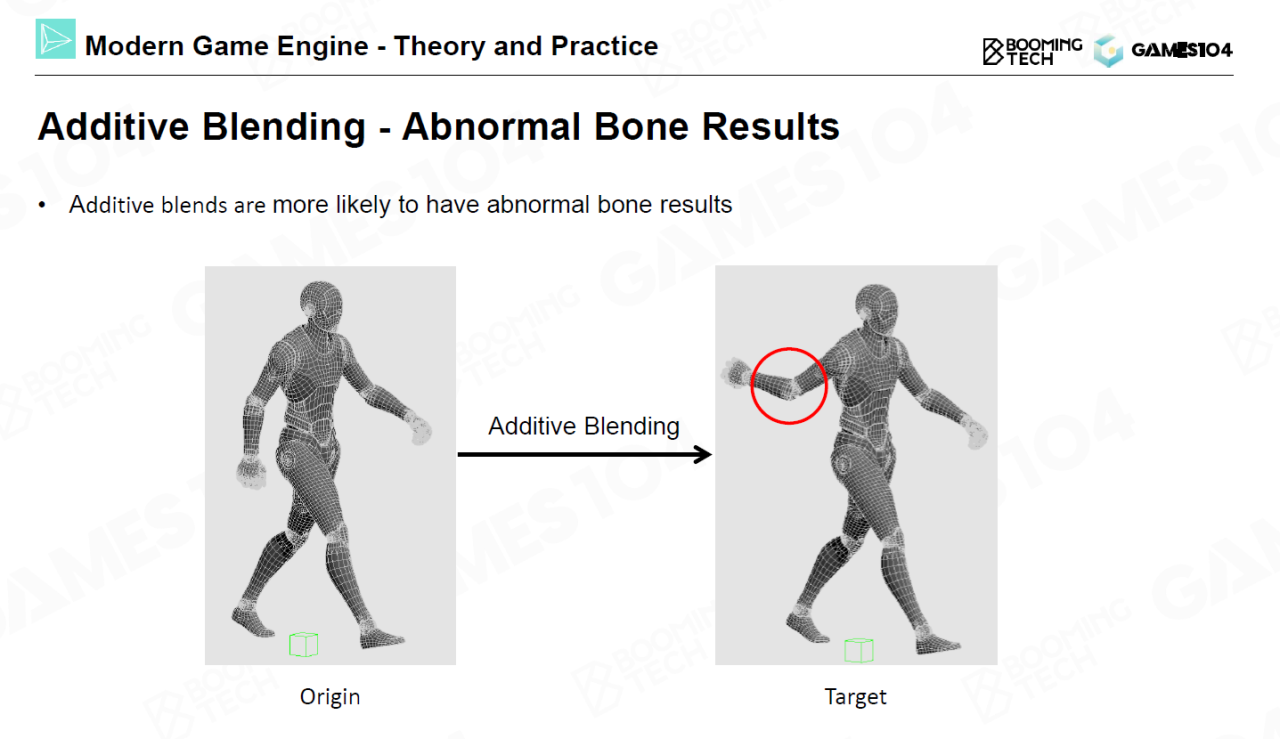 Modern Game Engine - Theory and Practice
BOOMING
TECH
GAMES104
Additive Blending - Abnormal Bone Results
• Additive blends are more likely to have abnormal bone results
Additive Blending
Origin
Target